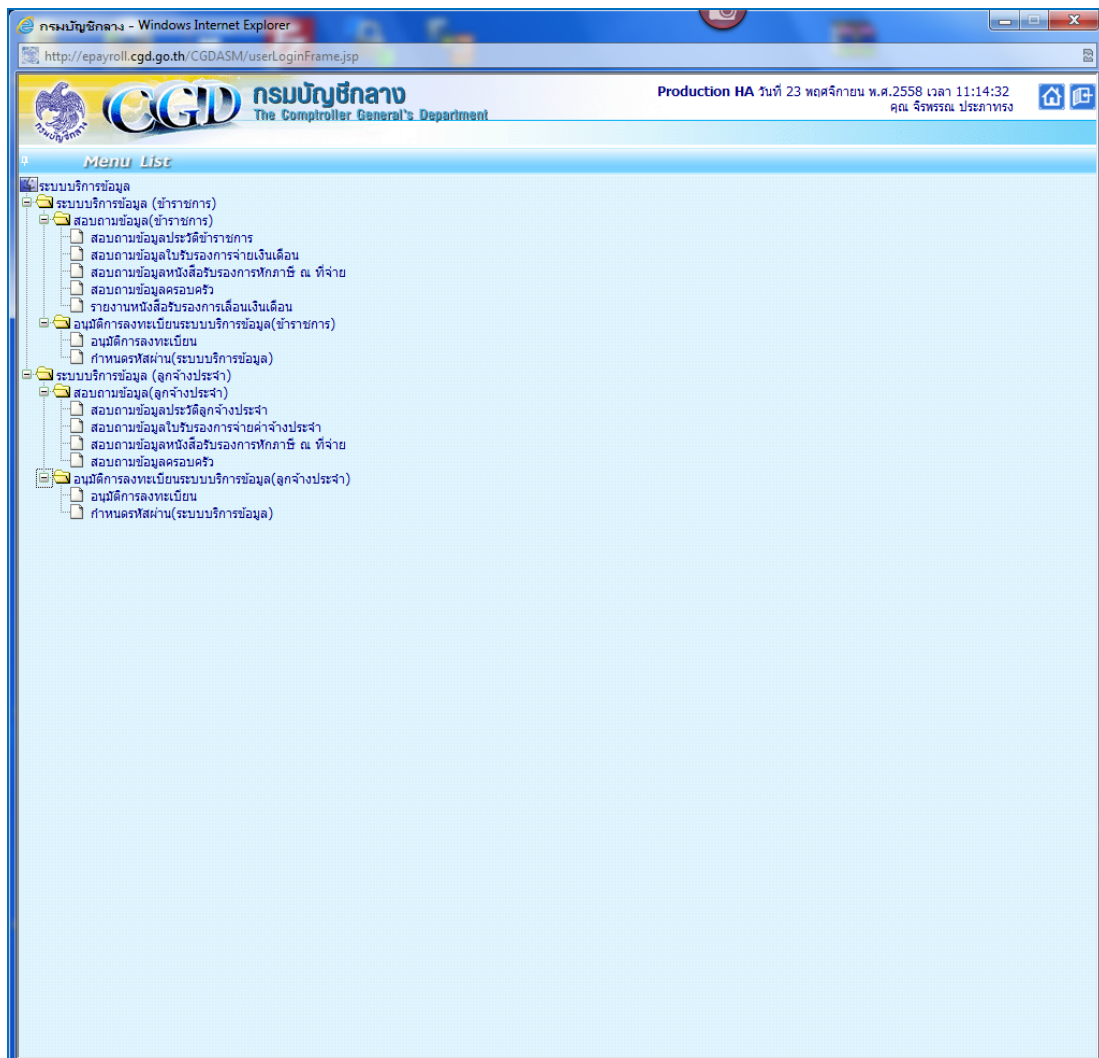 กรมบัญชีกลาง - Windows Internet Explorer
http://epayroll.cgd.go.th/CGDASM/userLoginFrame.jsp
กรมบัญชีกลาง
CGD กรมบัญชีกลาง
The Comptroller General's Department
Production HA วันที่ 23 พฤศจิกายน พ.ศ.2558 เวลา 11:14:32
คุณ จิรพรรณ ประภาทรง
Menu List
ระบบบริการข้อมูล
ระบบบริการข้อมูล (ข้าราชการ)
สอบถามข้อมูล(ข้าราชการ)
สอบถามข้อมูลประวัติข้าราชการ
สอบถามข้อมูลใบรับรองการจ่ายเงินเดือน
สอบถามข้อมูลหนังสือรับรองการหักภาษี ณ ที่จ่าย
สอบถามข้อมูลครอบครัว
รายงานหนังสือรับรองการเลื่อนเงินเดือน
อนุมัติการลงทะเบียนระบบบริการข้อมูล(ข้าราชการ)
อนุมัติการลงทะเบียน
กำหนดรหัสผ่าน(ระบบบริการข้อมูล)
ระบบบริการข้อมูล (ลูกจ้างประจำ)
สอบถามข้อมูล(ลูกจ้างประจำ)
สอบถามข้อมูลประวัติลูกจ้างประจำ
สอบถามข้อมูลใบรับรองการจ่ายค่าจ้างประจำ
สอบถามข้อมูลหนังสือรับรองการหักภาษี ณ ที่จ่าย
สอบถามข้อมูลครอบครัว
อนุมัติการลงทะเบียนระบบบริการข้อมูล(ลูกจ้างประจำ)
อนุมัติการลงทะเบียน
กำหนดรหัสผ่าน(ระบบบริการข้อมูล)